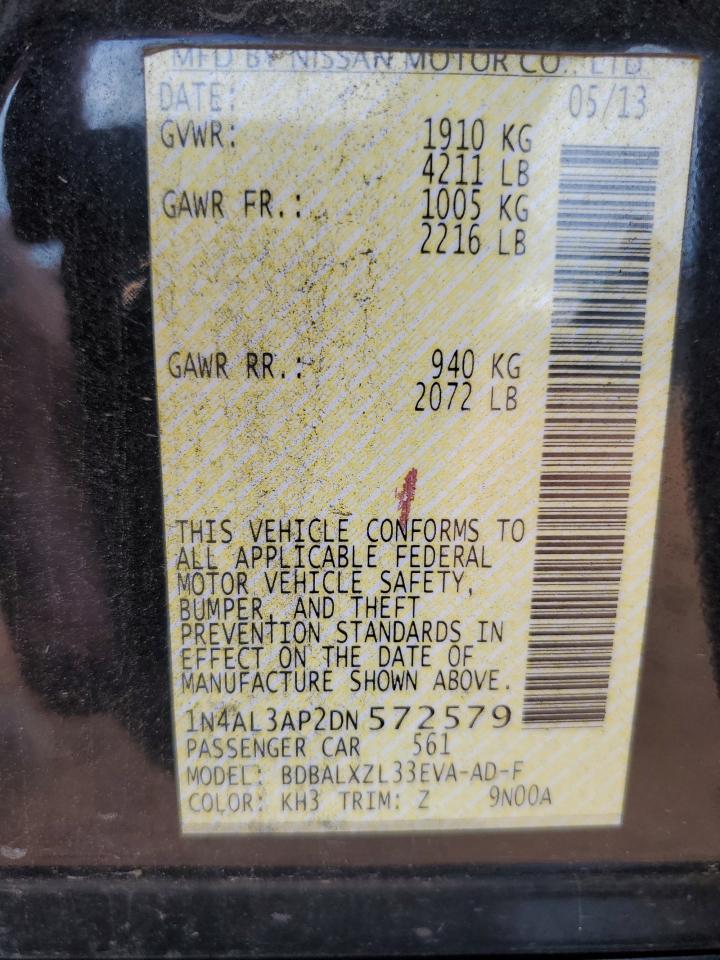 MFD BY NISSAN MOTOR CO., LTD.
DATE: 05/13
GVWR: 1910 KG
4211 LB
GAWR FR.: 1005 KG
2216 LB
GAWR RR.: 940 KG
2072 LB
THIS VEHICLE CONFORMS TO
ALL APPLICABLE FEDERAL
MOTOR VEHICLE SAFETY,
BUMPER, AND THEFT
PREVENTION STANDARDS IN
EFFECT ON THE DATE OF
MANUFACTURE SHOWN ABOVE.
1N4AL3AP2DN572579
PASSENGER CAR 561
MODEL: BDBALXZL33EVA-AD-F
COLOR: KH3 TRIM: Z 9N00A